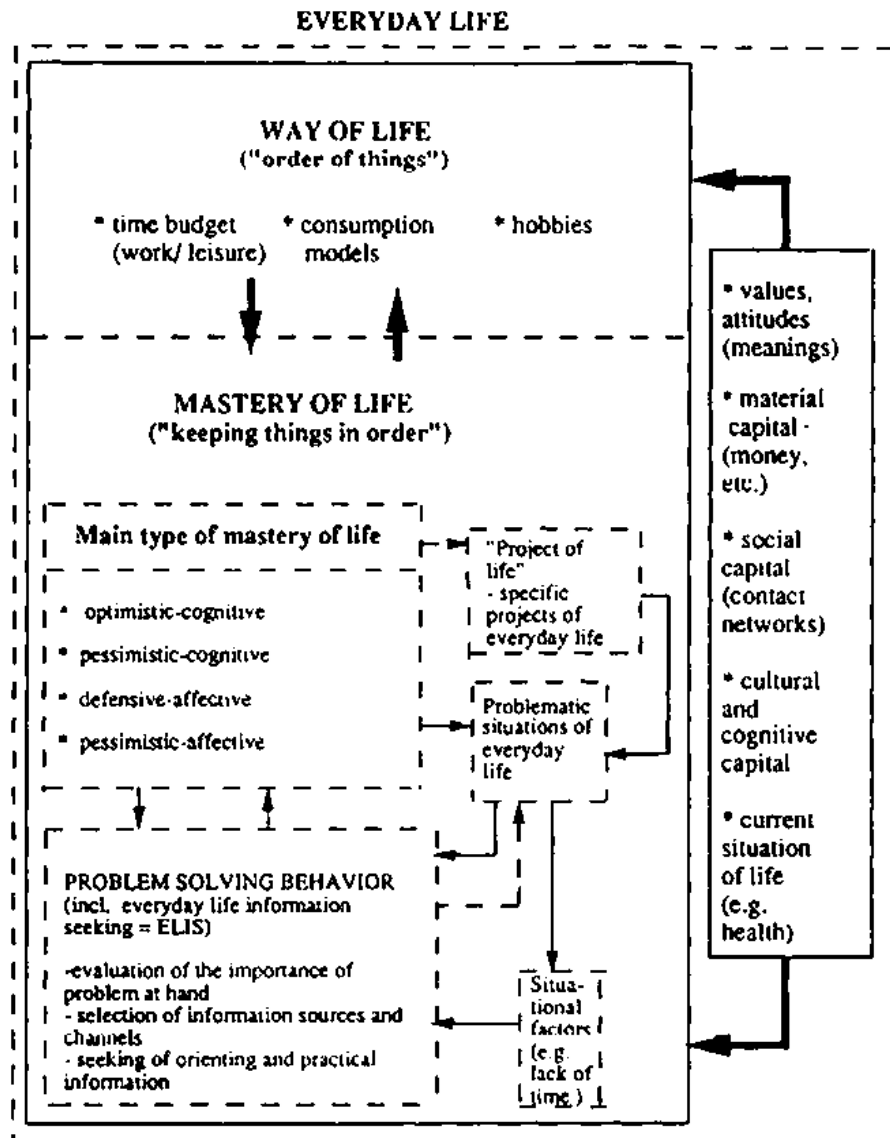 EVERYDAY LIFE
WAY OF LIFE
("order of things")
* time budget
(work/ leisure)
* consumption
models
* hobbies
MASTERY OF LIFE
("keeping things in order")
Main type of mastery of life
* optimistic-cognitive
* pessimistic-cognitive
* defensive-affective
* pessimistic-affective
"Project of
life"
- specific
projects of
everyday life
Problematic
situations of
everyday
life
PROBLEM SOLVING BEHAVIOR
(incl. everyday life information
seeking = ELIS)
-evaluation of the importance of
problem at hand
- selection of information sources and
channels
- seeking of orienting and practical
information
Situa-
tional
factors
(e.g.
lack of
time )
* values,
attitudes
(meanings)
* material
capital -
(money,
etc.)
* social
capital
(contact
networks)
* cultural
and
cognitive
capital
* current
situation
of life
(e.g.
health)